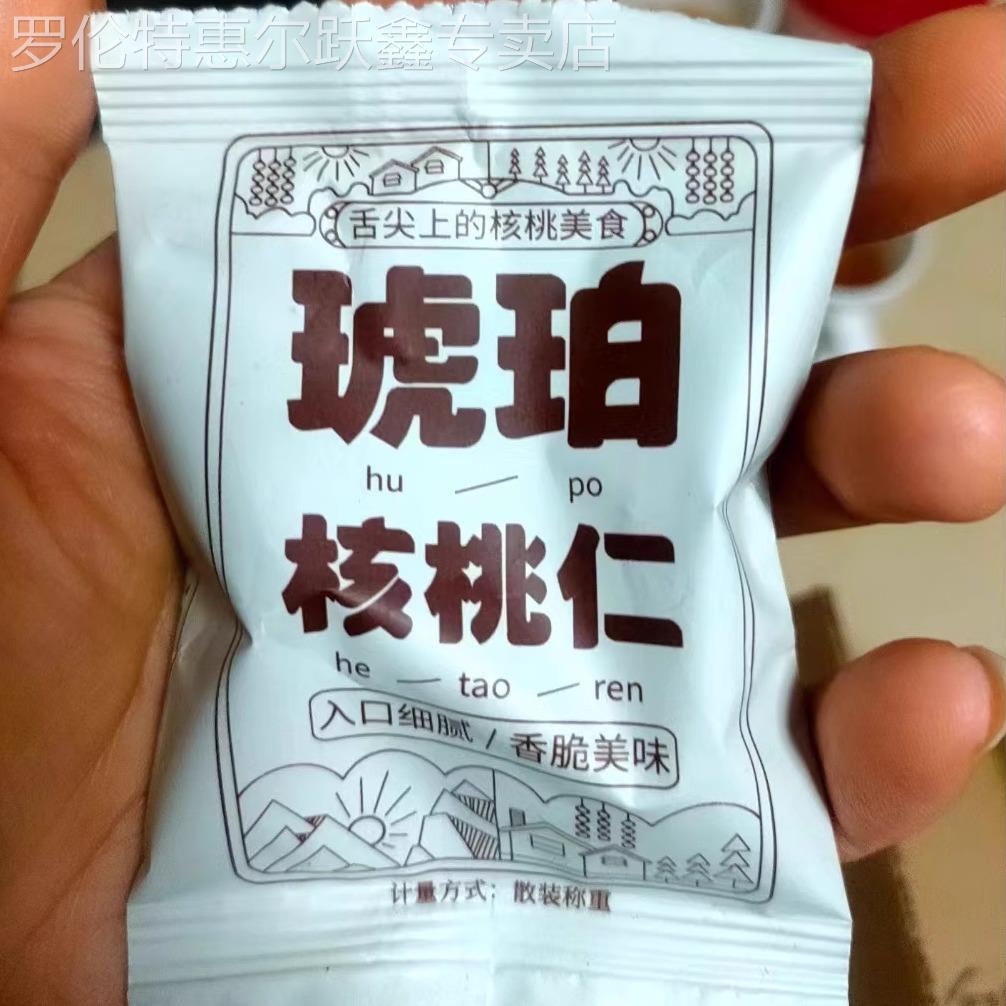 罗伦特惠尔跃鑫专卖店
舌尖上的核桃美食
琥珀
hu — po
核桃仁
he — tao — ren
入口细腻 / 香脆美味
计量方式：散装称重